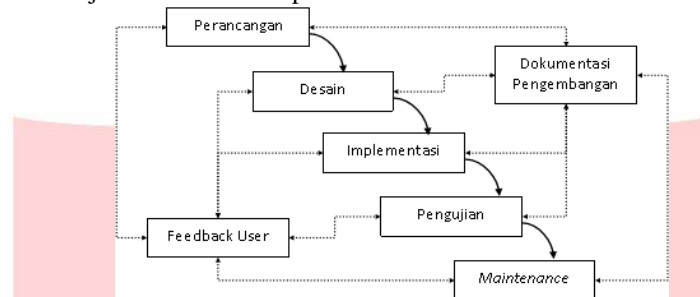 Perancangan
Dokumentasi
Pengembangan
Desain
Implementasi
Pengujian
Feedback User
Maintenance